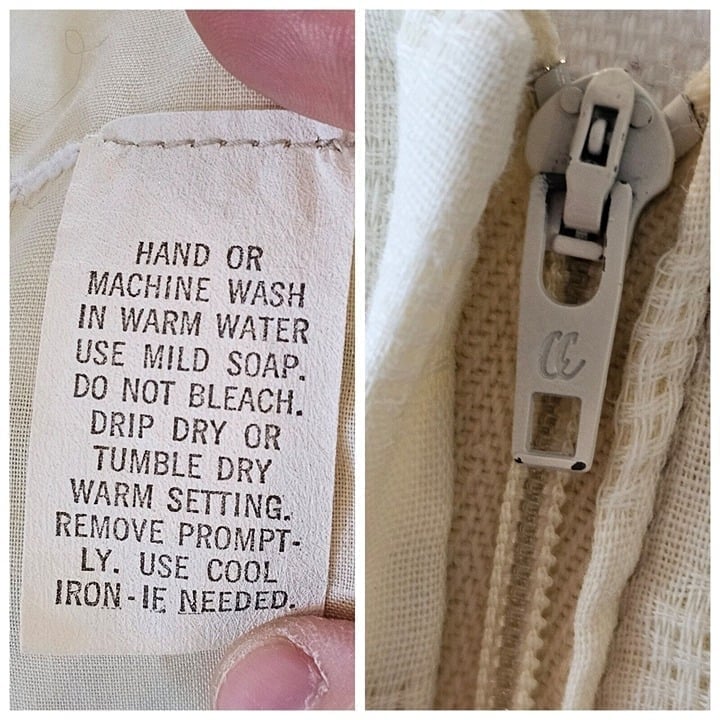 HAND OR
MACHINE WASH
IN WARM WATER
USE MILD SOAP.
DO NOT BLEACH.
DRIP DRY OR
TUMBLE DRY
WARM SETTING.
REMOVE PROMPT-
LY. USE COOL
IRON-IF NEEDED.
CC